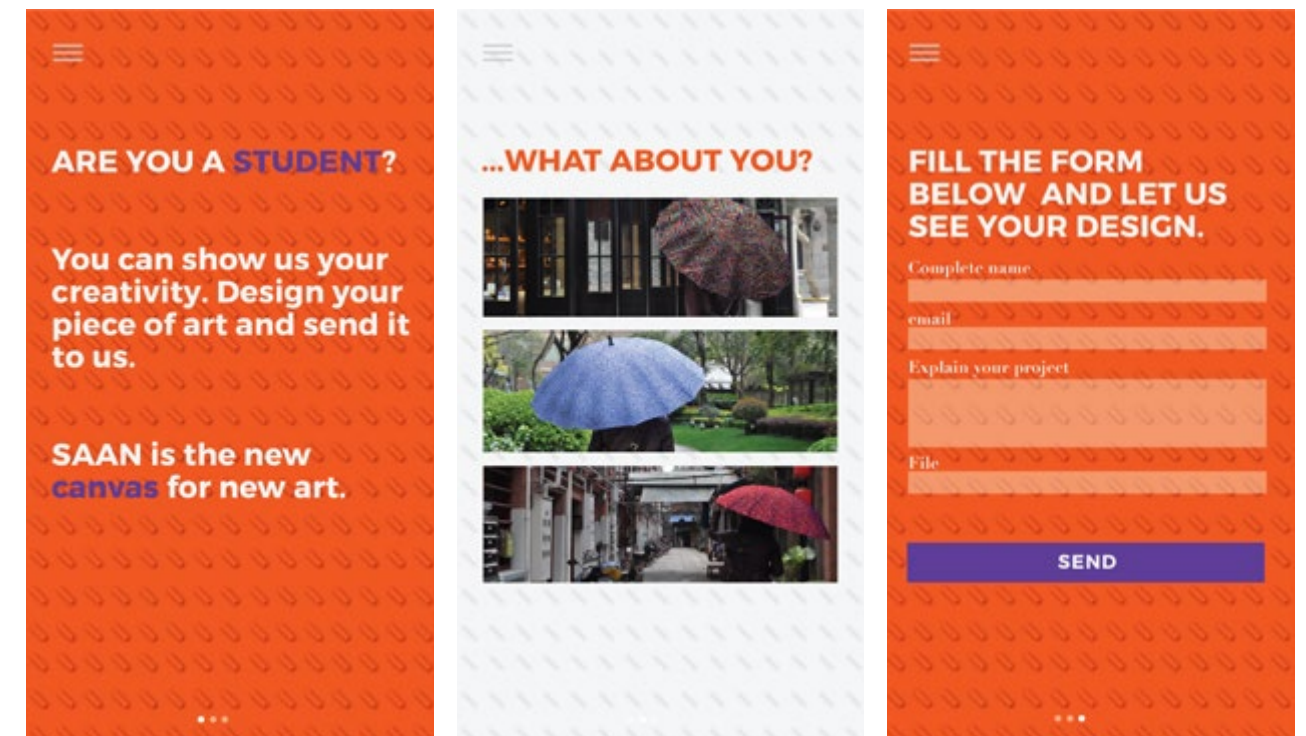 ARE YOU A STUDENT?
You can show us your
creativity. Design your
piece of art and send it
to us.
SAAN is the new
canvas for new art.
...WHAT ABOUT YOU?
FILL THE FORM
BELOW AND LET US
SEE YOUR DESIGN.
Complete name
email
Explain your project
File
SEND